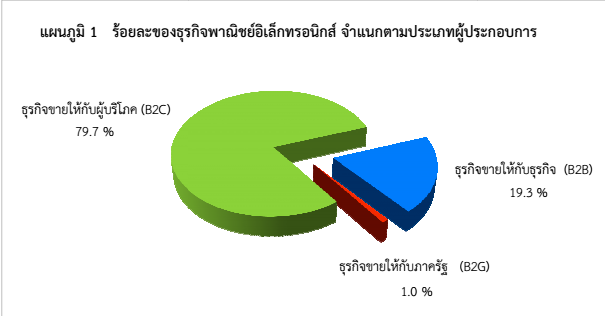 แผนภูมิ 1 ร้อยละของธุรกิจพาณิชย์อิเล็กทรอนิกส์ จำแนกตามประเภทผู้ประกอบการ
ธุรกิจขายให้กับผู้บริโภค (B2C)
79.7 %
ธุรกิจขายให้กับธุรกิจ (B2B)
19.3 %
ธุรกิจขายให้กับภาครัฐ (B2G)
1.0 %